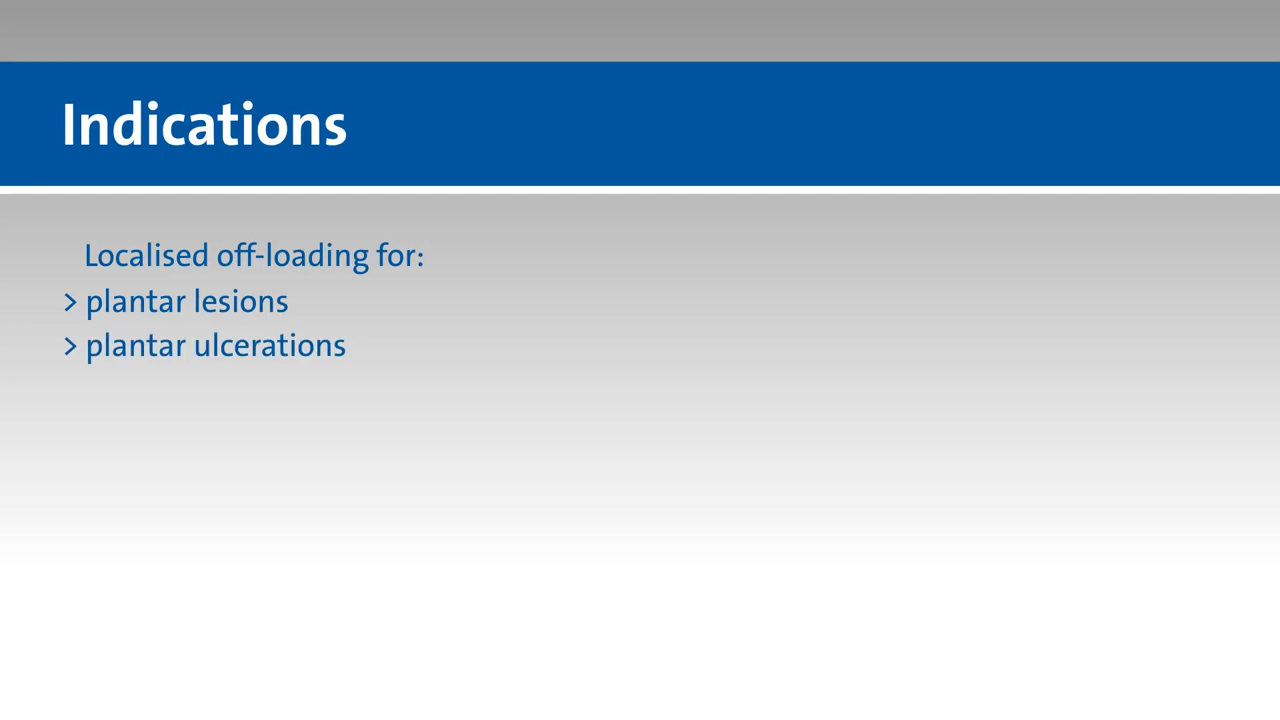 Indications
Localised off-loading for:
> plantar lesions
> plantar ulcerations